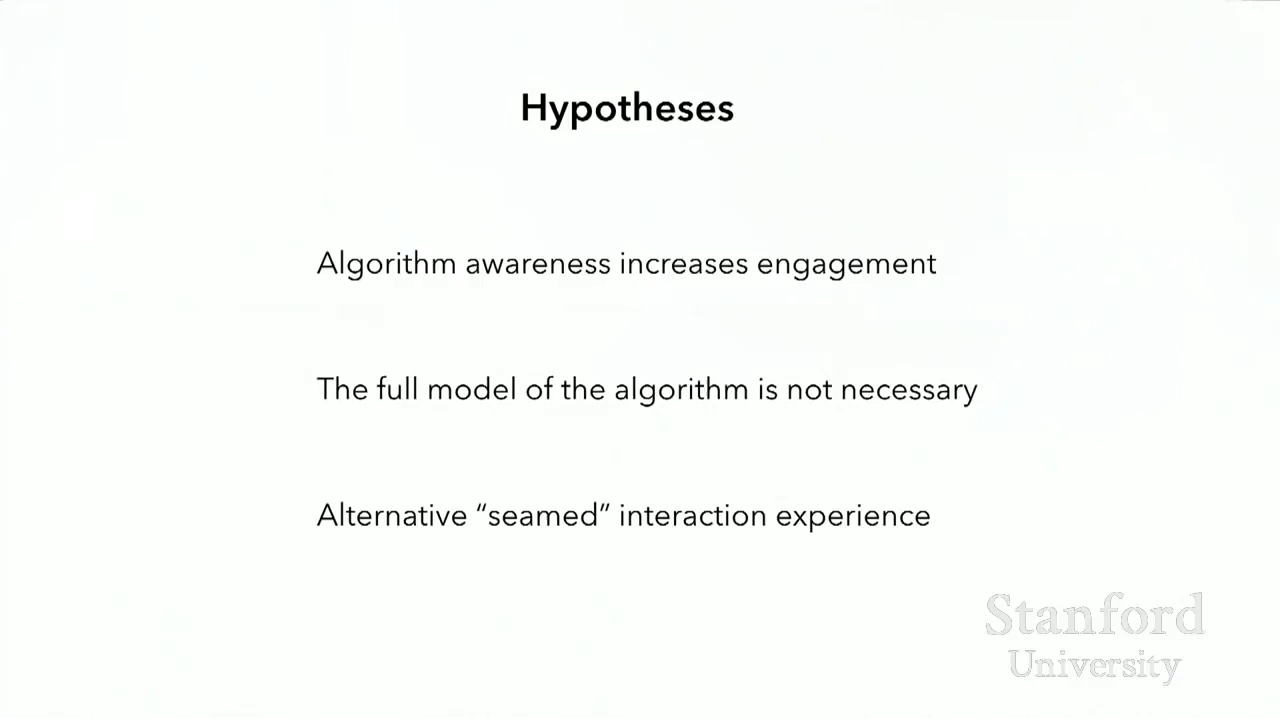 Hypotheses
Algorithm awareness increases engagement
The full model of the algorithm is not necessary
Alternative “seamed” interaction experience
Stanford
University